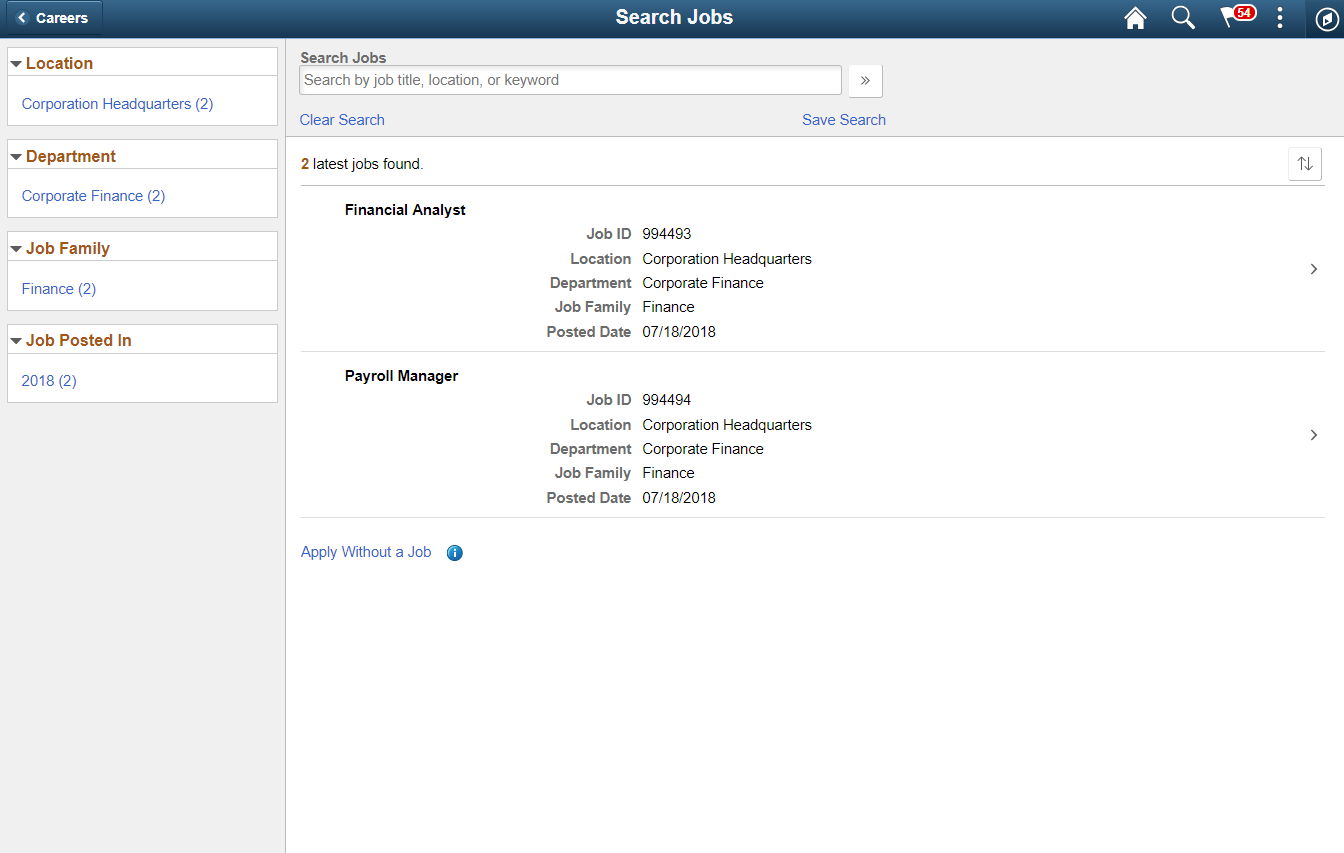 Careers
Search Jobs
54
Location
Corporation Headquarters (2)
Department
Corporate Finance (2)
Job Family
Finance (2)
Job Posted In
2018 (2)
Search Jobs
Search by job title, location, or keyword
»
Clear Search
Save Search
2 latest jobs found.
Financial Analyst
Job ID 994493
Location Corporation Headquarters
Department Corporate Finance
Job Family Finance
Posted Date 07/18/2018
Payroll Manager
Job ID 994494
Location Corporation Headquarters
Department Corporate Finance
Job Family Finance
Posted Date 07/18/2018
Apply Without a Job